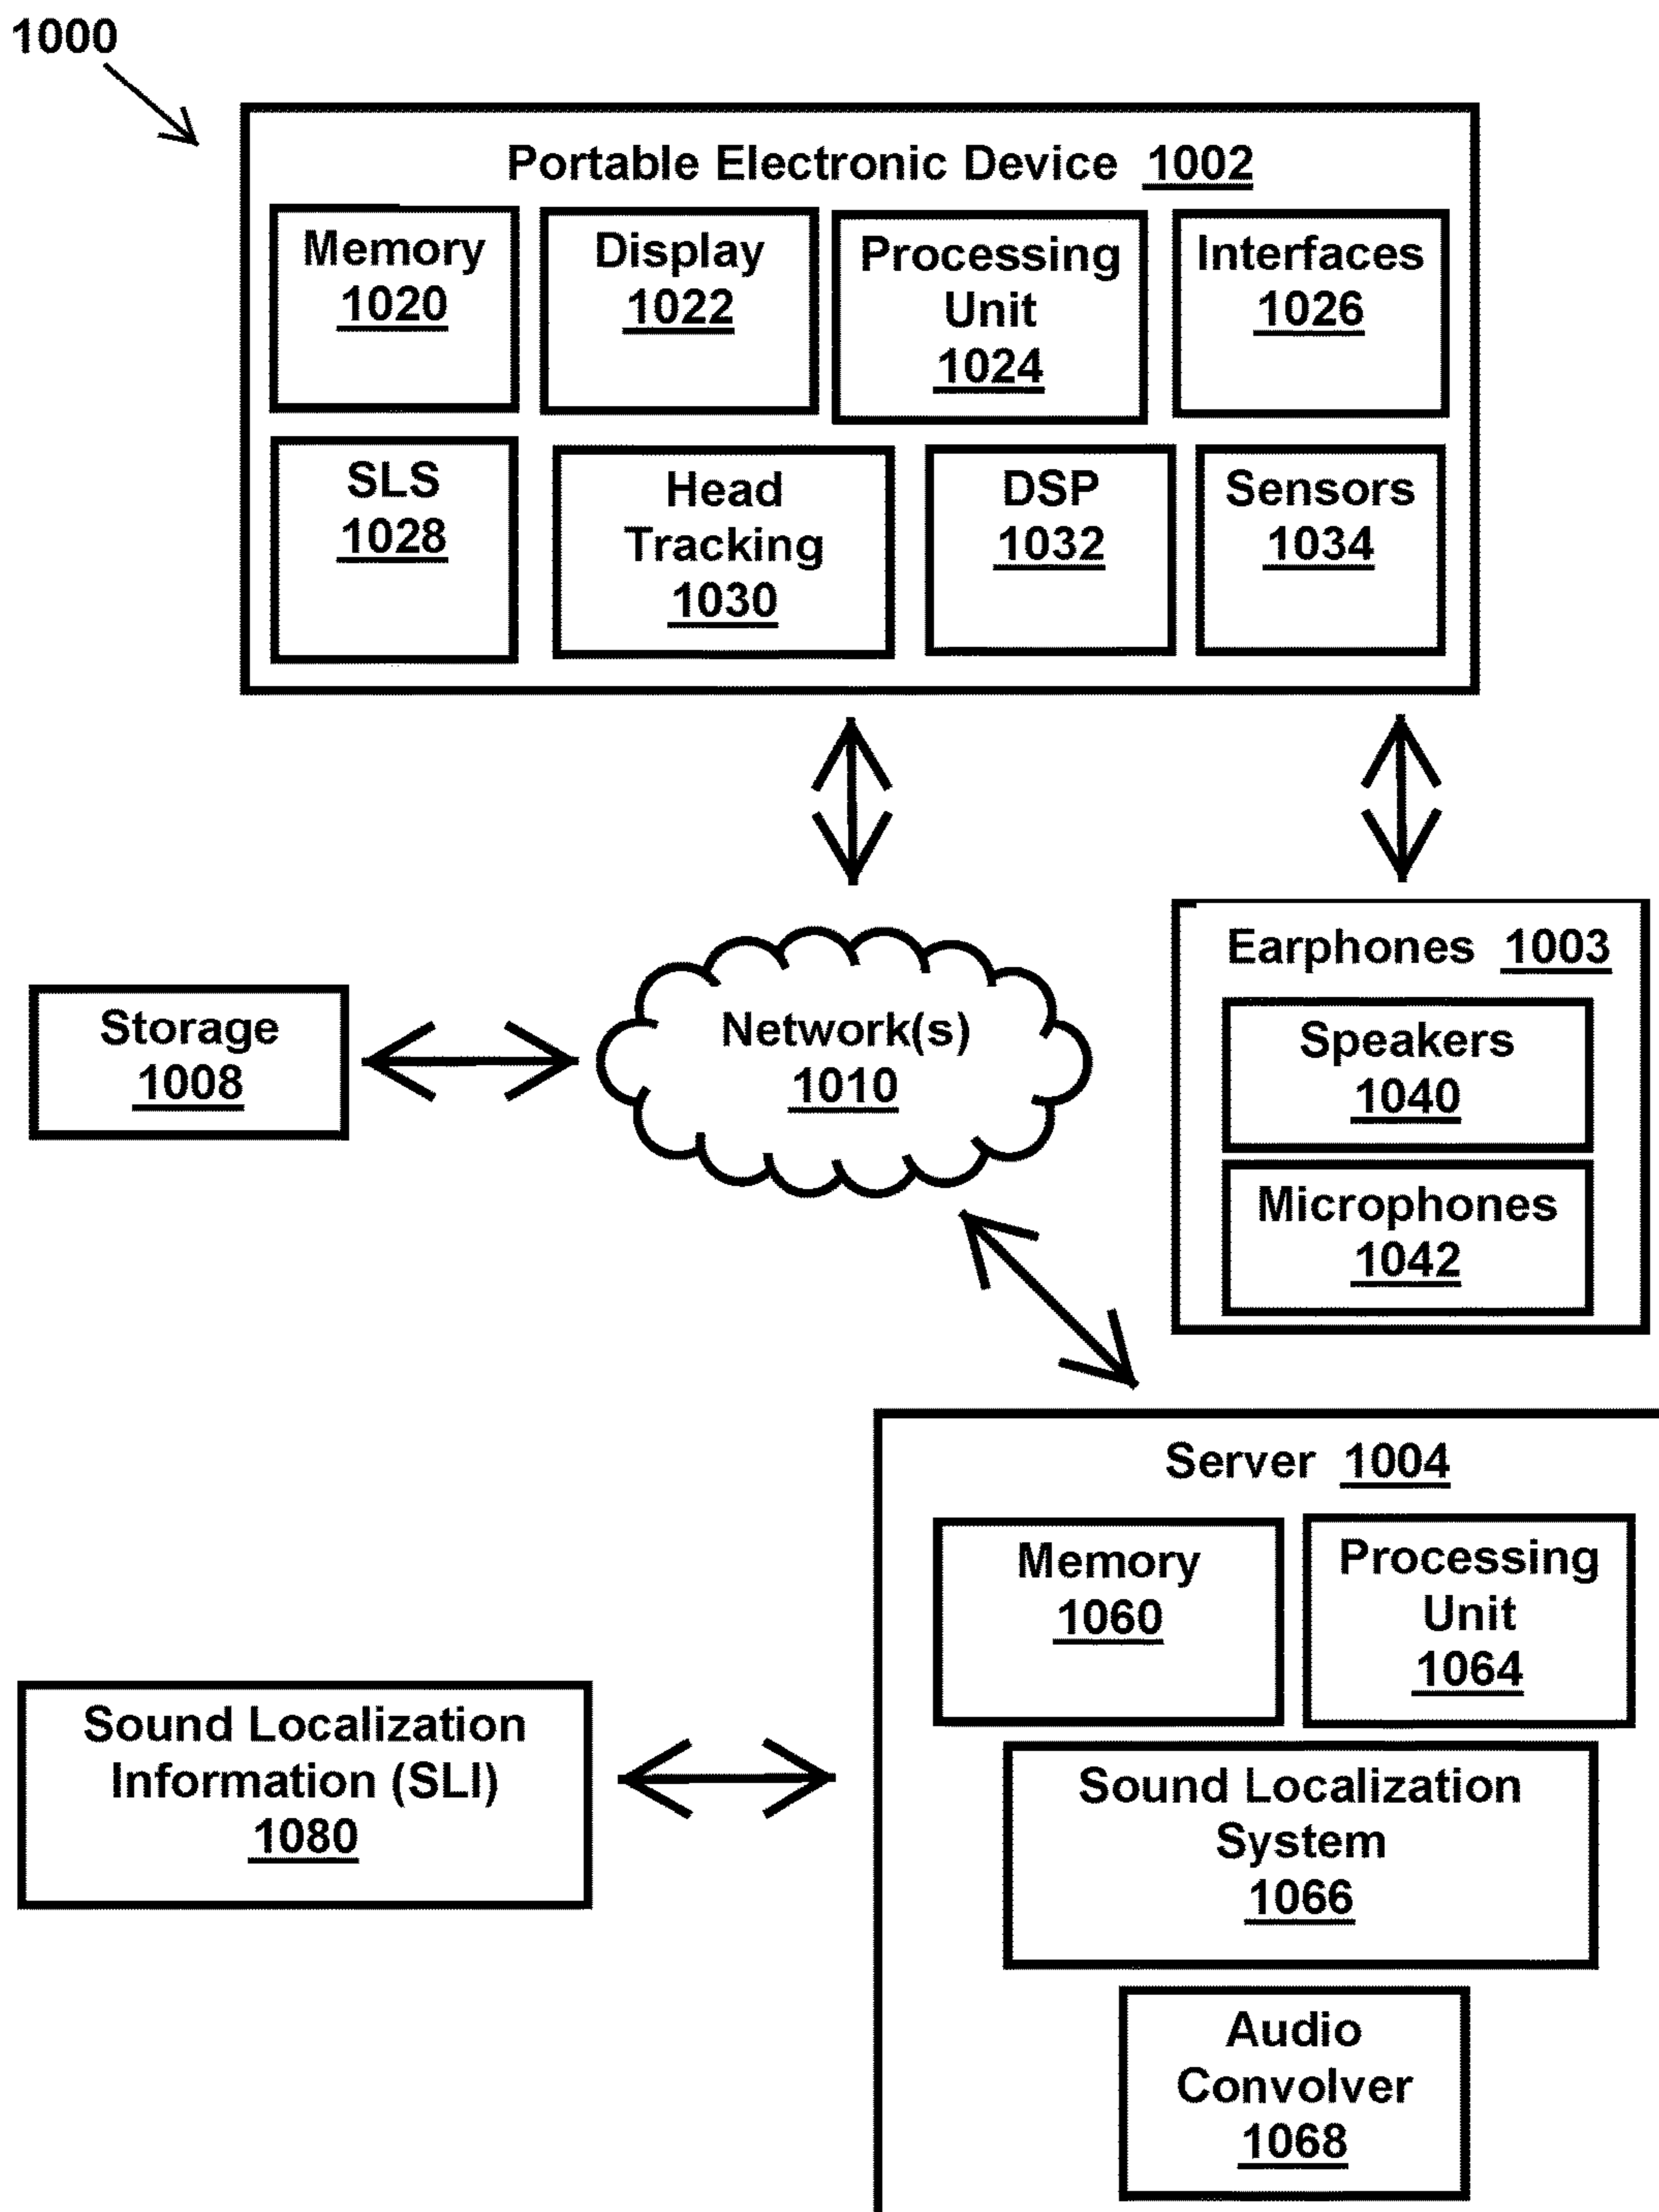 1000
Portable Electronic Device 1002
Memory
1020
Display
1022
Processing
Unit
1024
Interfaces
1026
SLS
1028
Head
Tracking
1030
DSP
1032
Sensors
1034
Storage
1008
Network(s)
1010
Earphones 1003
Speakers
1040
Microphones
1042
Server 1004
Memory
1060
Processing
Unit
1064
Sound Localization
Information (SLI)
1080
Sound Localization
System
1066
Audio
Convolver
1068